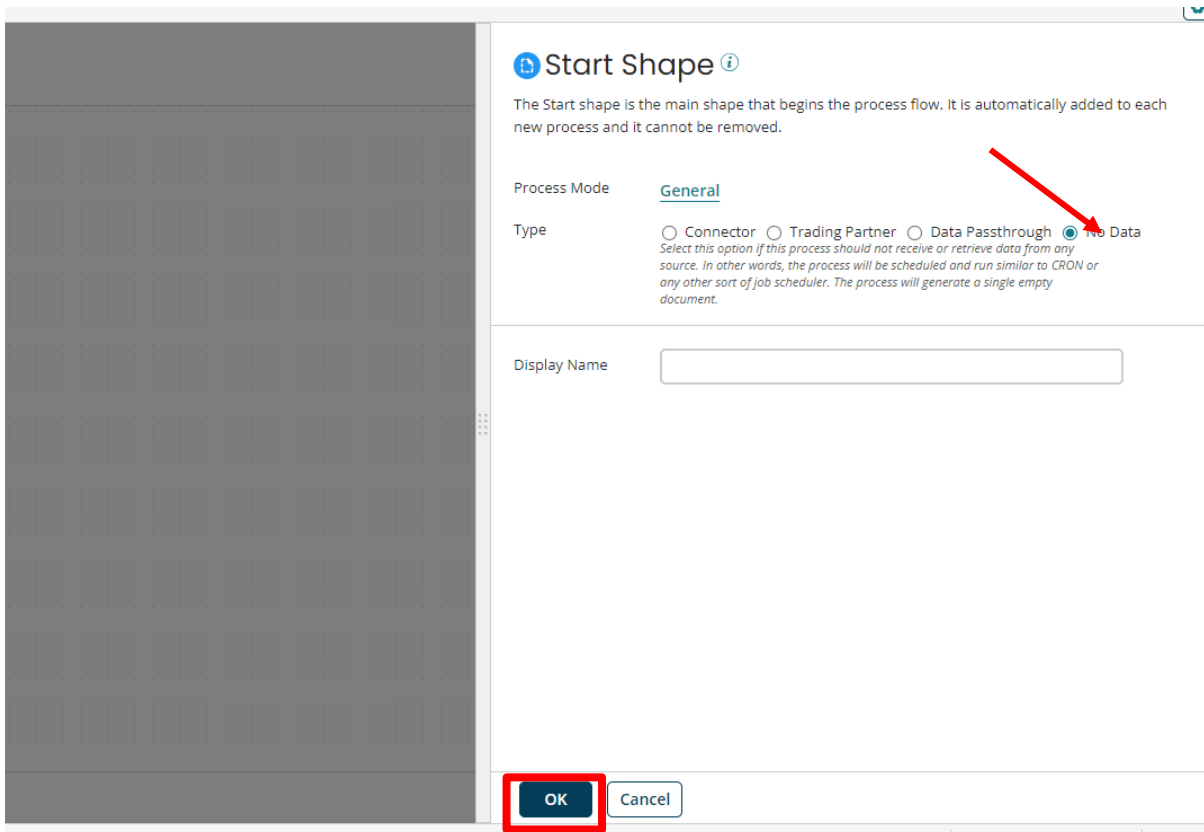 Start Shape
The Start shape is the main shape that begins the process flow. It is automatically added to each
new process and it cannot be removed.
Process Mode General
Type Connector Trading Partner Data Passthrough No Data
Select this option if this process should not receive or retrieve data from any
source. In other words, the process will be scheduled and run similar to CRON or
any other sort of job scheduler. The process will generate a single empty
document.
Display Name
OK Cancel